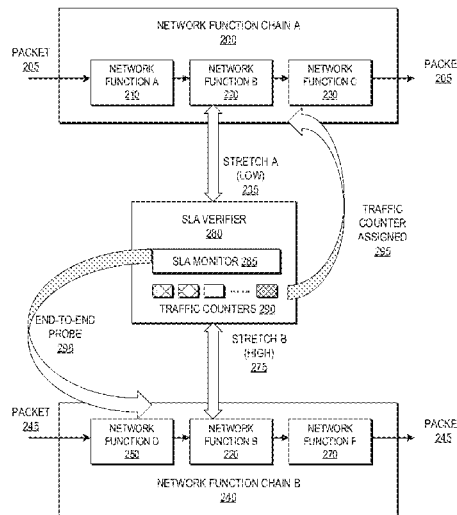 NETWORK FUNCTION CHAIN A
200
PACKET
205
PACKE
205
NETWORK
FUNCTION A
210
NETWORK
FUNCTION B
220
NETWORK
FUNCTION C
230
STRETCH A
(LOW)
235
SLA VERIFIER
280
SLA MONITOR 285
TRAFFIC COUNTERS 290
TRAFFIC
COUNTER
ASSIGNED
295
END-TO-END
PROBE
298
STRETCH B
(HIGH)
275
PACKET
245
PACKE
245
NETWORK
FUNCTION D
250
NETWORK
FUNCTION B
220
NETWORK
FUNCTION F
270
NETWORK FUNCTION CHAIN B
240